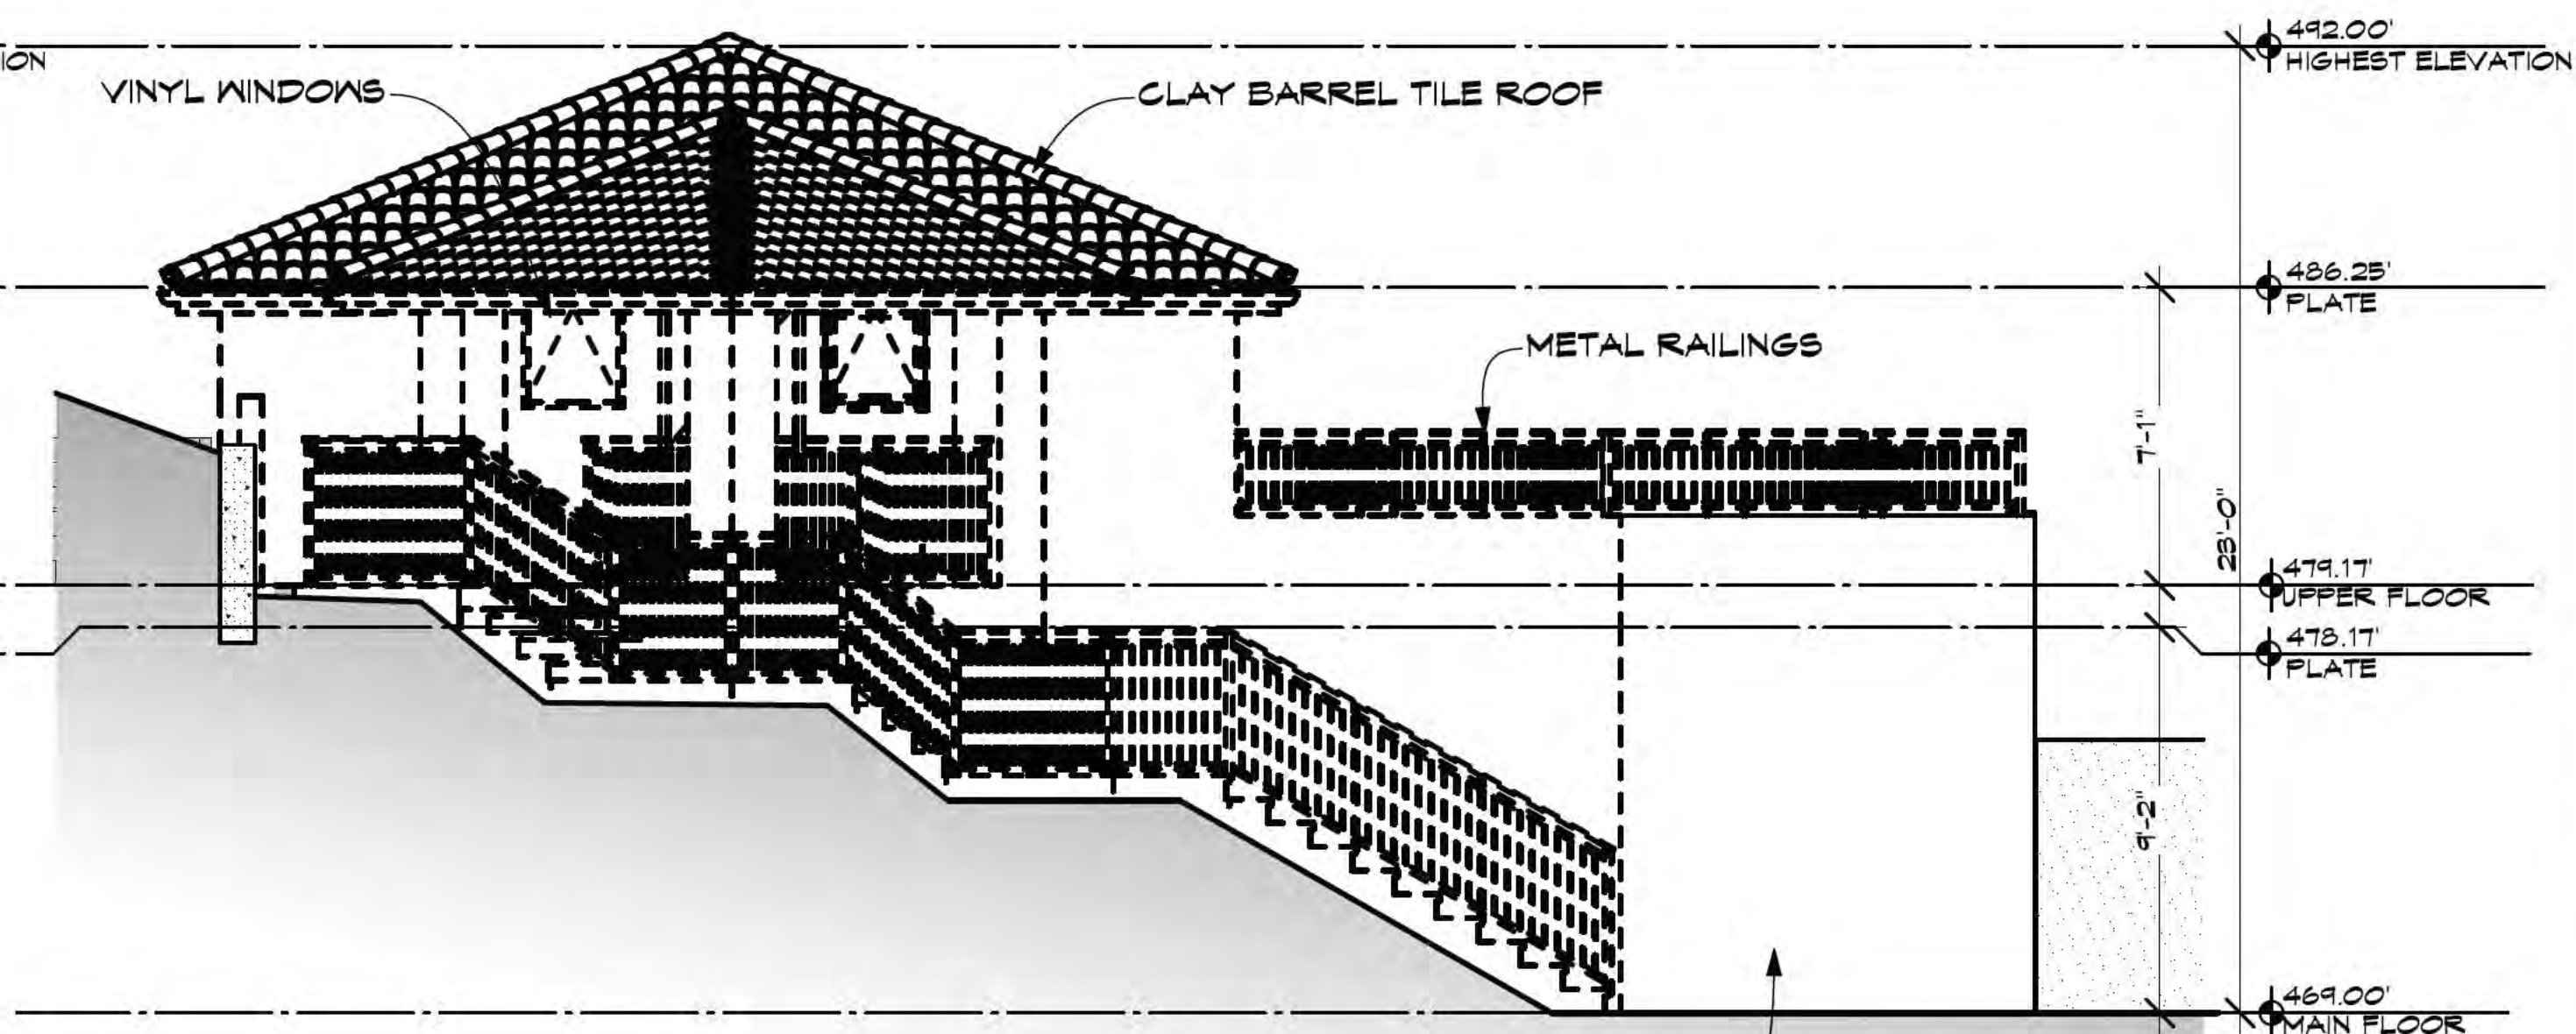 ION
VINYL WINDOWS
CLAY BARREL TILE ROOF
492.00'
HIGHEST ELEVATION
486.25'
PLATE
METAL RAILINGS
7'-1"
23'-0"
479.17'
UPPER FLOOR
478.17'
PLATE
9'-2"
469.00'
MAIN FLOOR